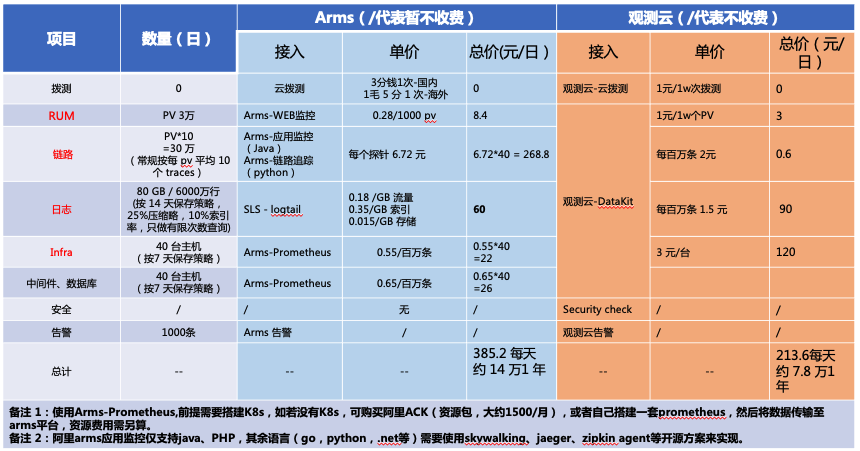 项目
数量（日）
Arms（/代表暂不收费）
观测云（/代表不收费）
接入
单价
总价(元/日)
接入
单价
总价（元/
日）
拨测
0
云拨测
3分钱1次-国内
1毛 5 分 1 次-海外
0
观测云-云拨测
1元/1w次拨测
0
RUM
PV 3万
Arms-WEB监控
0.28/1000 pv
8.4
观测云-DataKit
1元/1w个PV
3
链路
PV*10
=30 万
（常规按每 pv 平均 10
个 traces）
Arms-应用监控
（Java）
Arms-链路追踪
（python）
每个探针 6.72 元
6.72*40 = 268.8
每百万条 2元
0.6
日志
80 GB / 6000万行
(按 14 天保存策略，
25%压缩略，10%索引
率，只做有限次数查询)
SLS - logtail
0.18 /GB 流量
0.35/GB 索引
0.015/GB 存储
60
每百万条 1.5 元
90
Infra
40 台主机
（按7 天保存策略）
Arms-Prometheus
0.55/百万条
0.55*40
=22
3 元/台
120
中间件、数据库
40 台主机
（按7 天保存策略）
Arms-Prometheus
0.65/百万条
0.65*40
=26
安全
/
/
无
/
Security check
/
/
告警
1000条
Arms 告警
/
/
观测云告警
/
/
总计
--
--
--
385.2 每天
约 14 万1 年
--
--
213.6每天
约 7.8 万1
年
备注 1：使用Arms-Prometheus,前提需要搭建K8s，如若没有K8s，可购买阿里ACK（资源包，大约1500/月），或者自己搭建一套prometheus，然后将数据传输至
arms平台，资源费用需另算。
备注 2：阿里arms应用监控仅支持java、PHP，其余语言（go，python，.net等）需要使用skywalking、jaeger、zipkin agent等开源方案来实现。